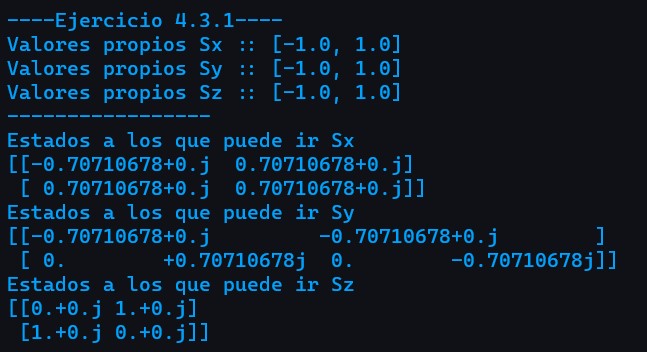 ----Ejercicio 4.3.1----
Valores propios Sx :: [-1.0, 1.0]
Valores propios Sy :: [-1.0, 1.0]
Valores propios Sz :: [-1.0, 1.0]
-----------------
Estados a los que puede ir Sx
[[-0.70710678+0.j  0.70710678+0.j]
 [ 0.70710678+0.j  0.70710678+0.j]]
Estados a los que puede ir Sy
[[-0.70710678+0.j         -0.70710678+0.j        ]
 [ 0.        +0.70710678j  0.        -0.70710678j]]
Estados a los que puede ir Sz
[[0.+0.j 1.+0.j]
 [1.+0.j 0.+0.j]]